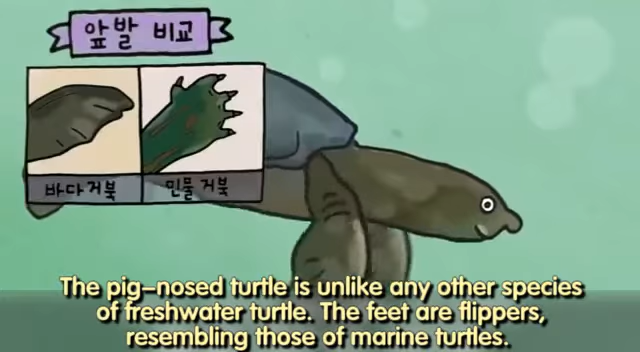 앞발 비교
바다거북
민물 거북
The pig-nosed turtle is unlike any other species
of freshwater turtle. The feet are flippers,
resembling those of marine turtles.